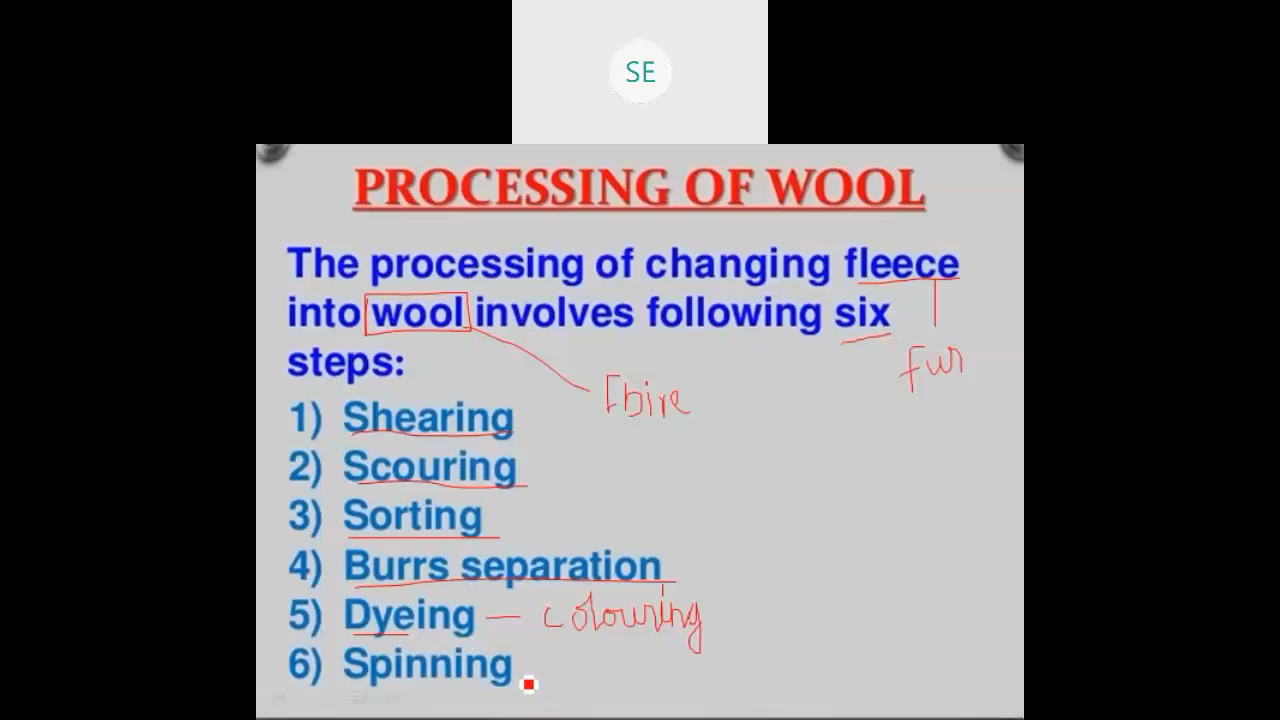 SE
PROCESSING OF WOOL
The processing of changing fleece
into wool involves following six
steps:
fur
1) Shearing
2) Scouring
3) Sorting
4) Burrs separation
5) Dyeing — colouring
6) Spinning